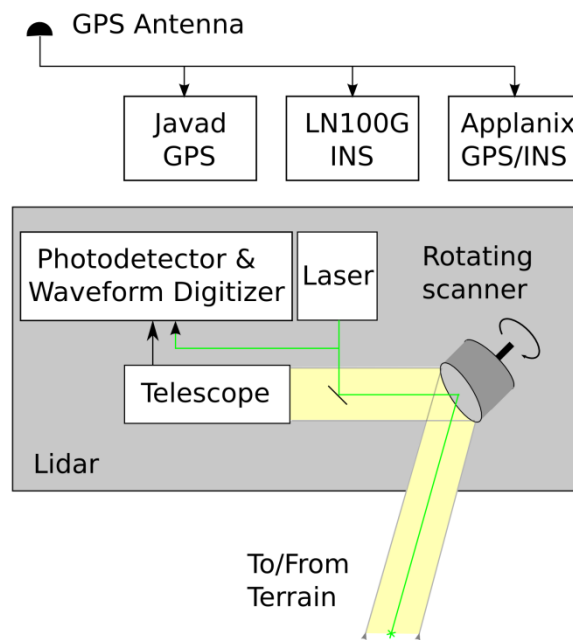 GPS Antenna
Javad
GPS
LN100G
INS
Applanix
GPS/INS
Photodetector &
Waveform Digitizer
Laser
Rotating
scanner
Telescope
Lidar
To/From
Terrain